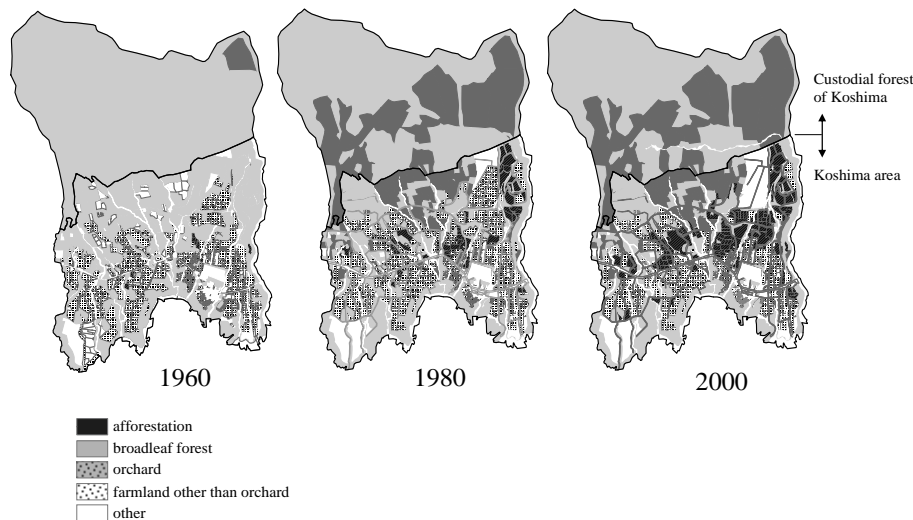 Custodial forest
of Koshima
Koshima area
1960
1980
2000
afforestation
broadleaf forest
orchard
farmland other than orchard
other